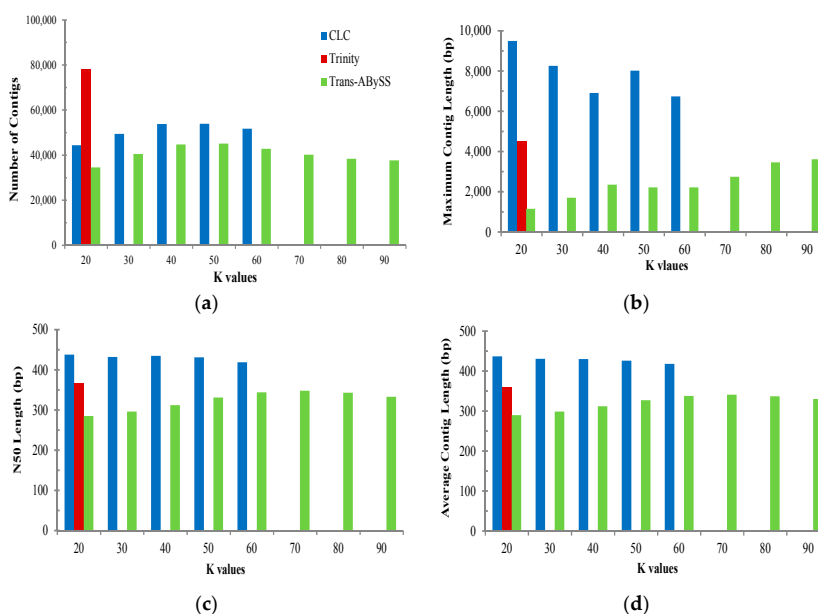 100,000
80,000
60,000
40,000
20,000
0
Number of Contigs
CLC
Trinity
Trans-ABySS
20 30 40 50 60 70 80 90
K values
(a)
10,000
8,000
6,000
4,000
2,000
0
Maximum Contig Length (bp)
20 30 40 50 60 70 80 90
K vlaues
(b)
500
400
300
200
100
0
N50 Length (bp)
20 30 40 50 60 70 80 90
K values
(c)
500
400
300
200
100
0
Average Contig Length (bp)
20 30 40 50 60 70 80 90
K values
(d)